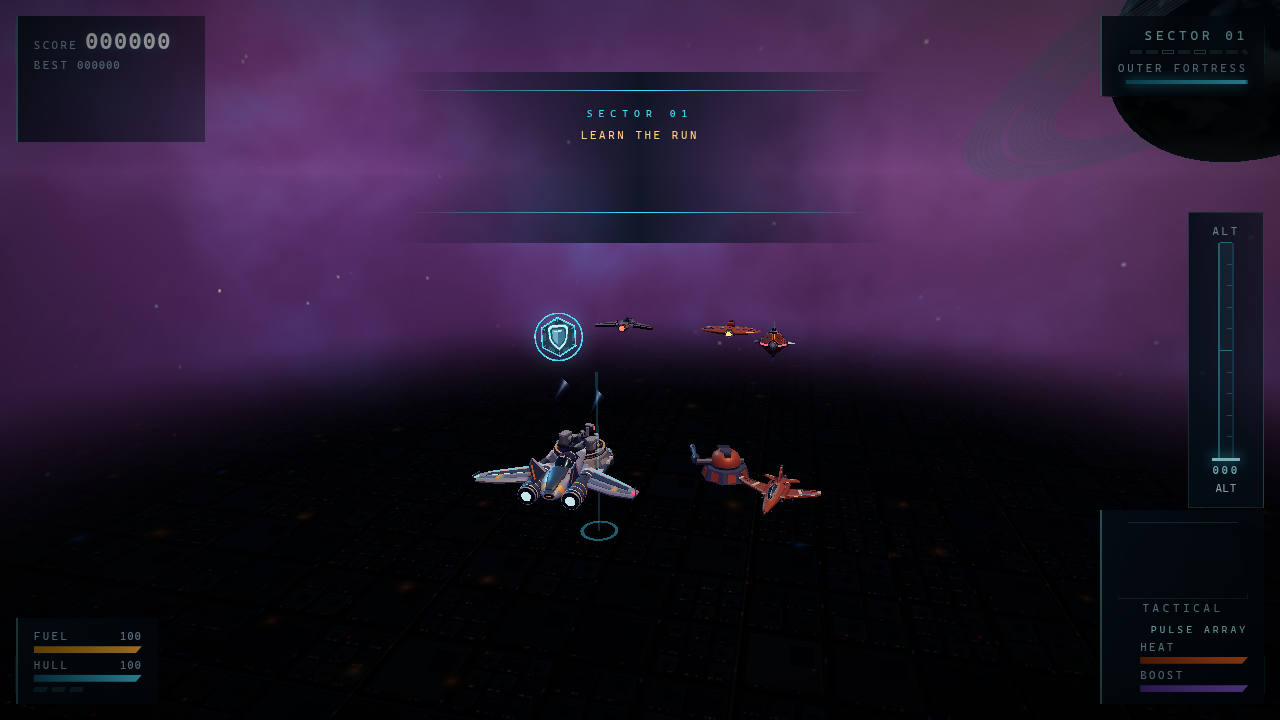 SCORE 000000
BEST 000000
SECTOR 01
LEARN THE RUN
SECTOR 01
OUTER FORTRESS
ALT
000
ALT
FUEL 100
HULL 100
TACTICAL
PULSE ARRAY
HEAT
BOOST